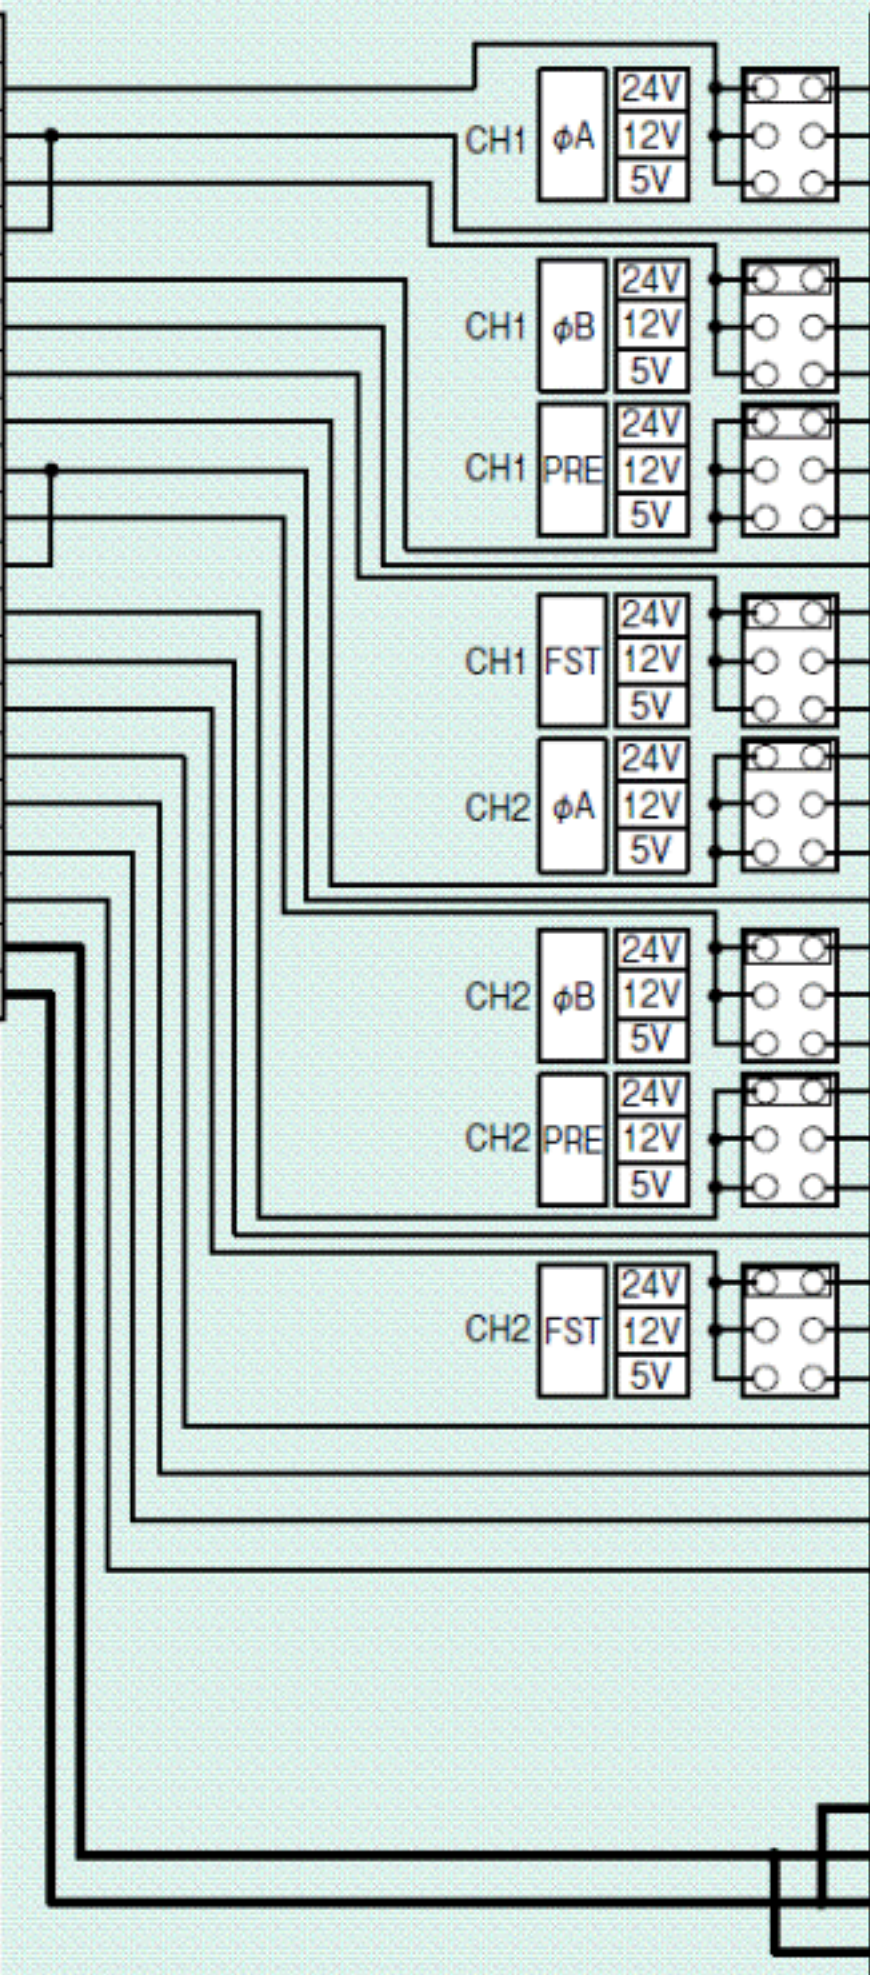 24V
CH1 ϕA 12V
5V
24V
CH1 ϕB 12V
5V
24V
CH1 PRE 12V
5V
24V
CH1 FST 12V
5V
24V
CH2 ϕA 12V
5V
24V
CH2 ϕB 12V
5V
24V
CH2 PRE 12V
5V
24V
CH2 FST 12V
5V